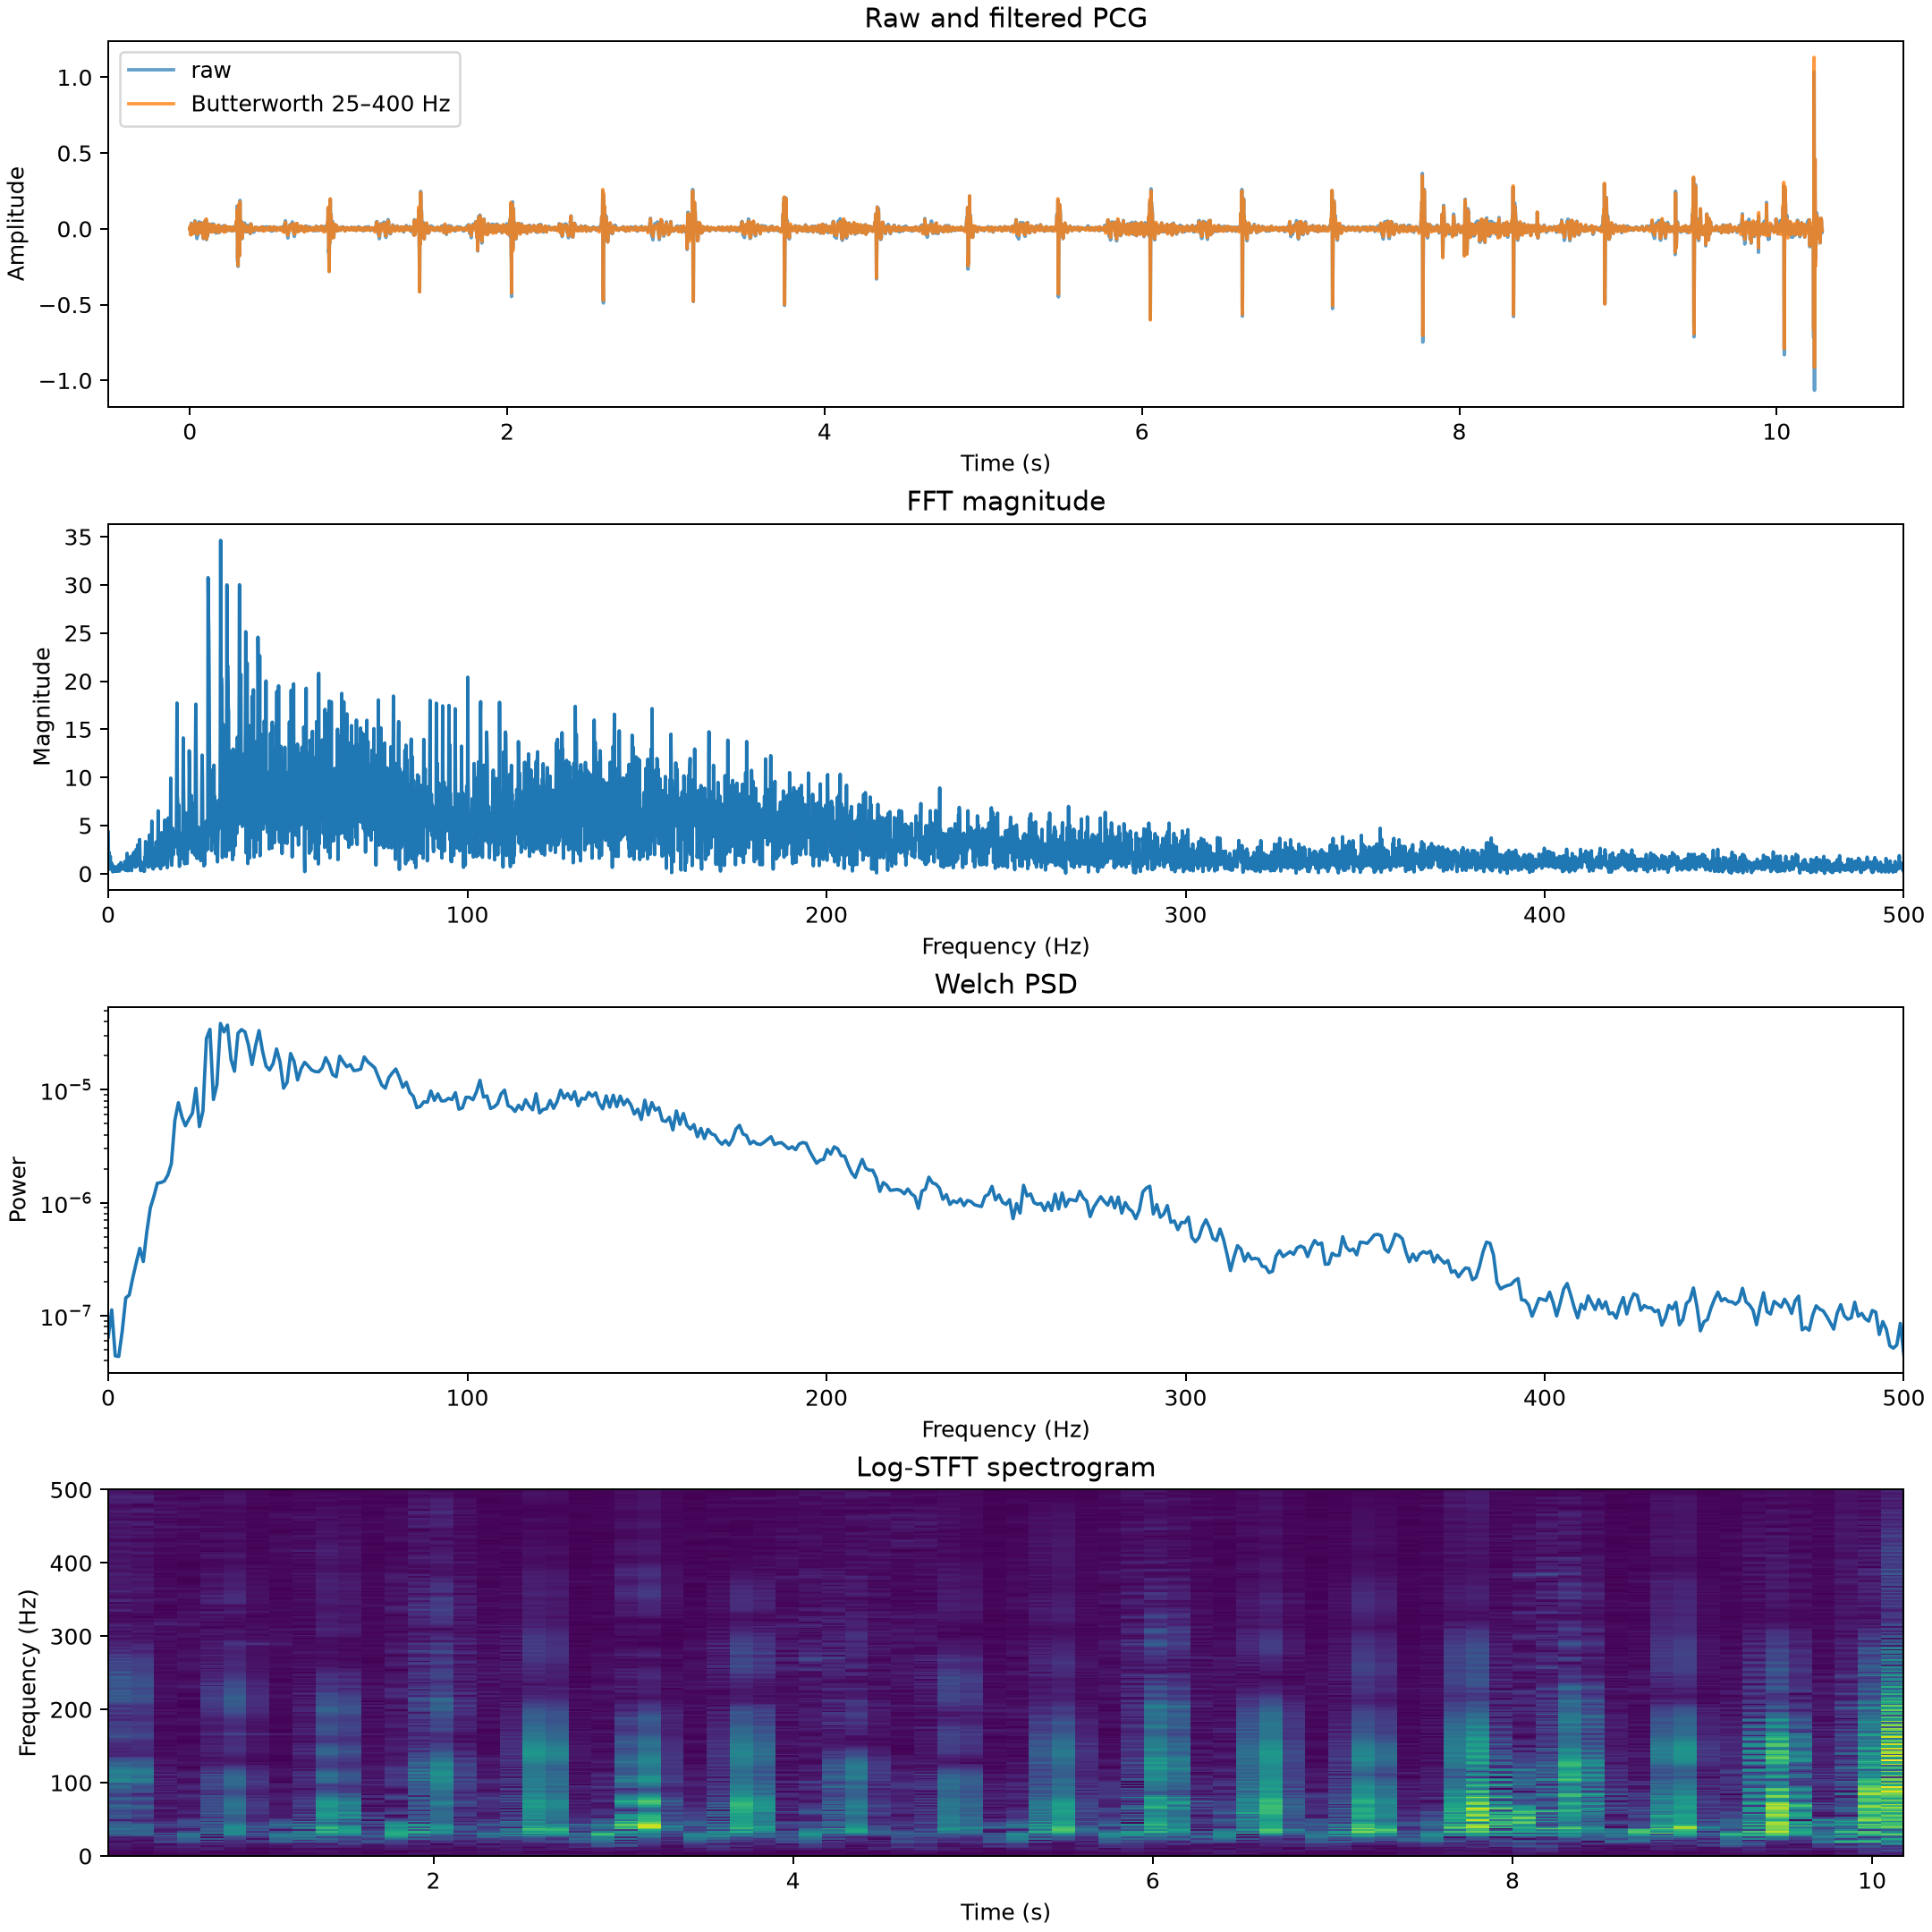 Raw and filtered PCG
raw
Butterworth 25–400 Hz
1.0
0.5
0.0
−0.5
−1.0
Amplitude
0 2 4 6 8 10
Time (s)
FFT magnitude
35
30
25
20
15
10
5
0
Magnitude
0 100 200 300 400 500
Frequency (Hz)
Welch PSD
10⁻⁵
10⁻⁶
10⁻⁷
Power
0 100 200 300 400 500
Frequency (Hz)
Log-STFT spectrogram
500
400
300
200
100
0
Frequency (Hz)
2 4 6 8 10
Time (s)